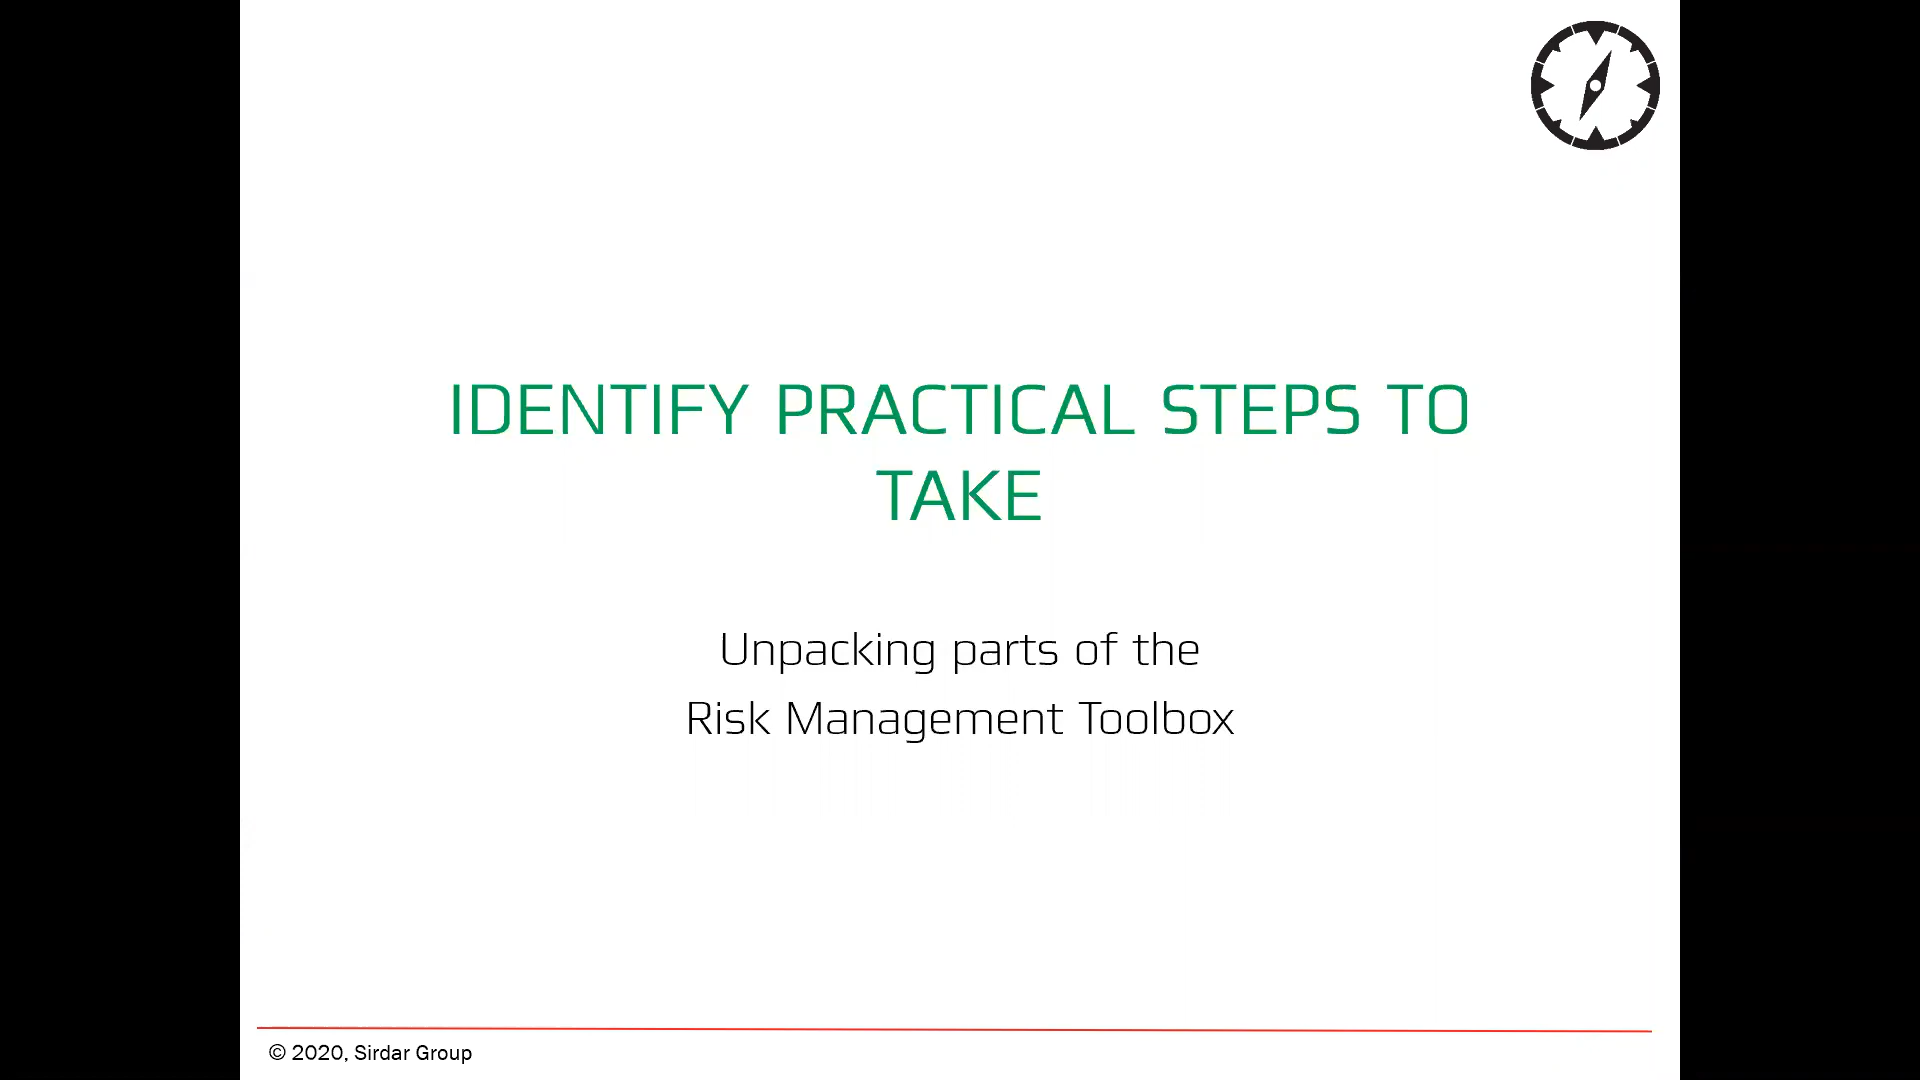 IDENTIFY PRACTICAL STEPS TO
TAKE
Unpacking parts of the
Risk Management Toolbox
© 2020, Sirdar Group